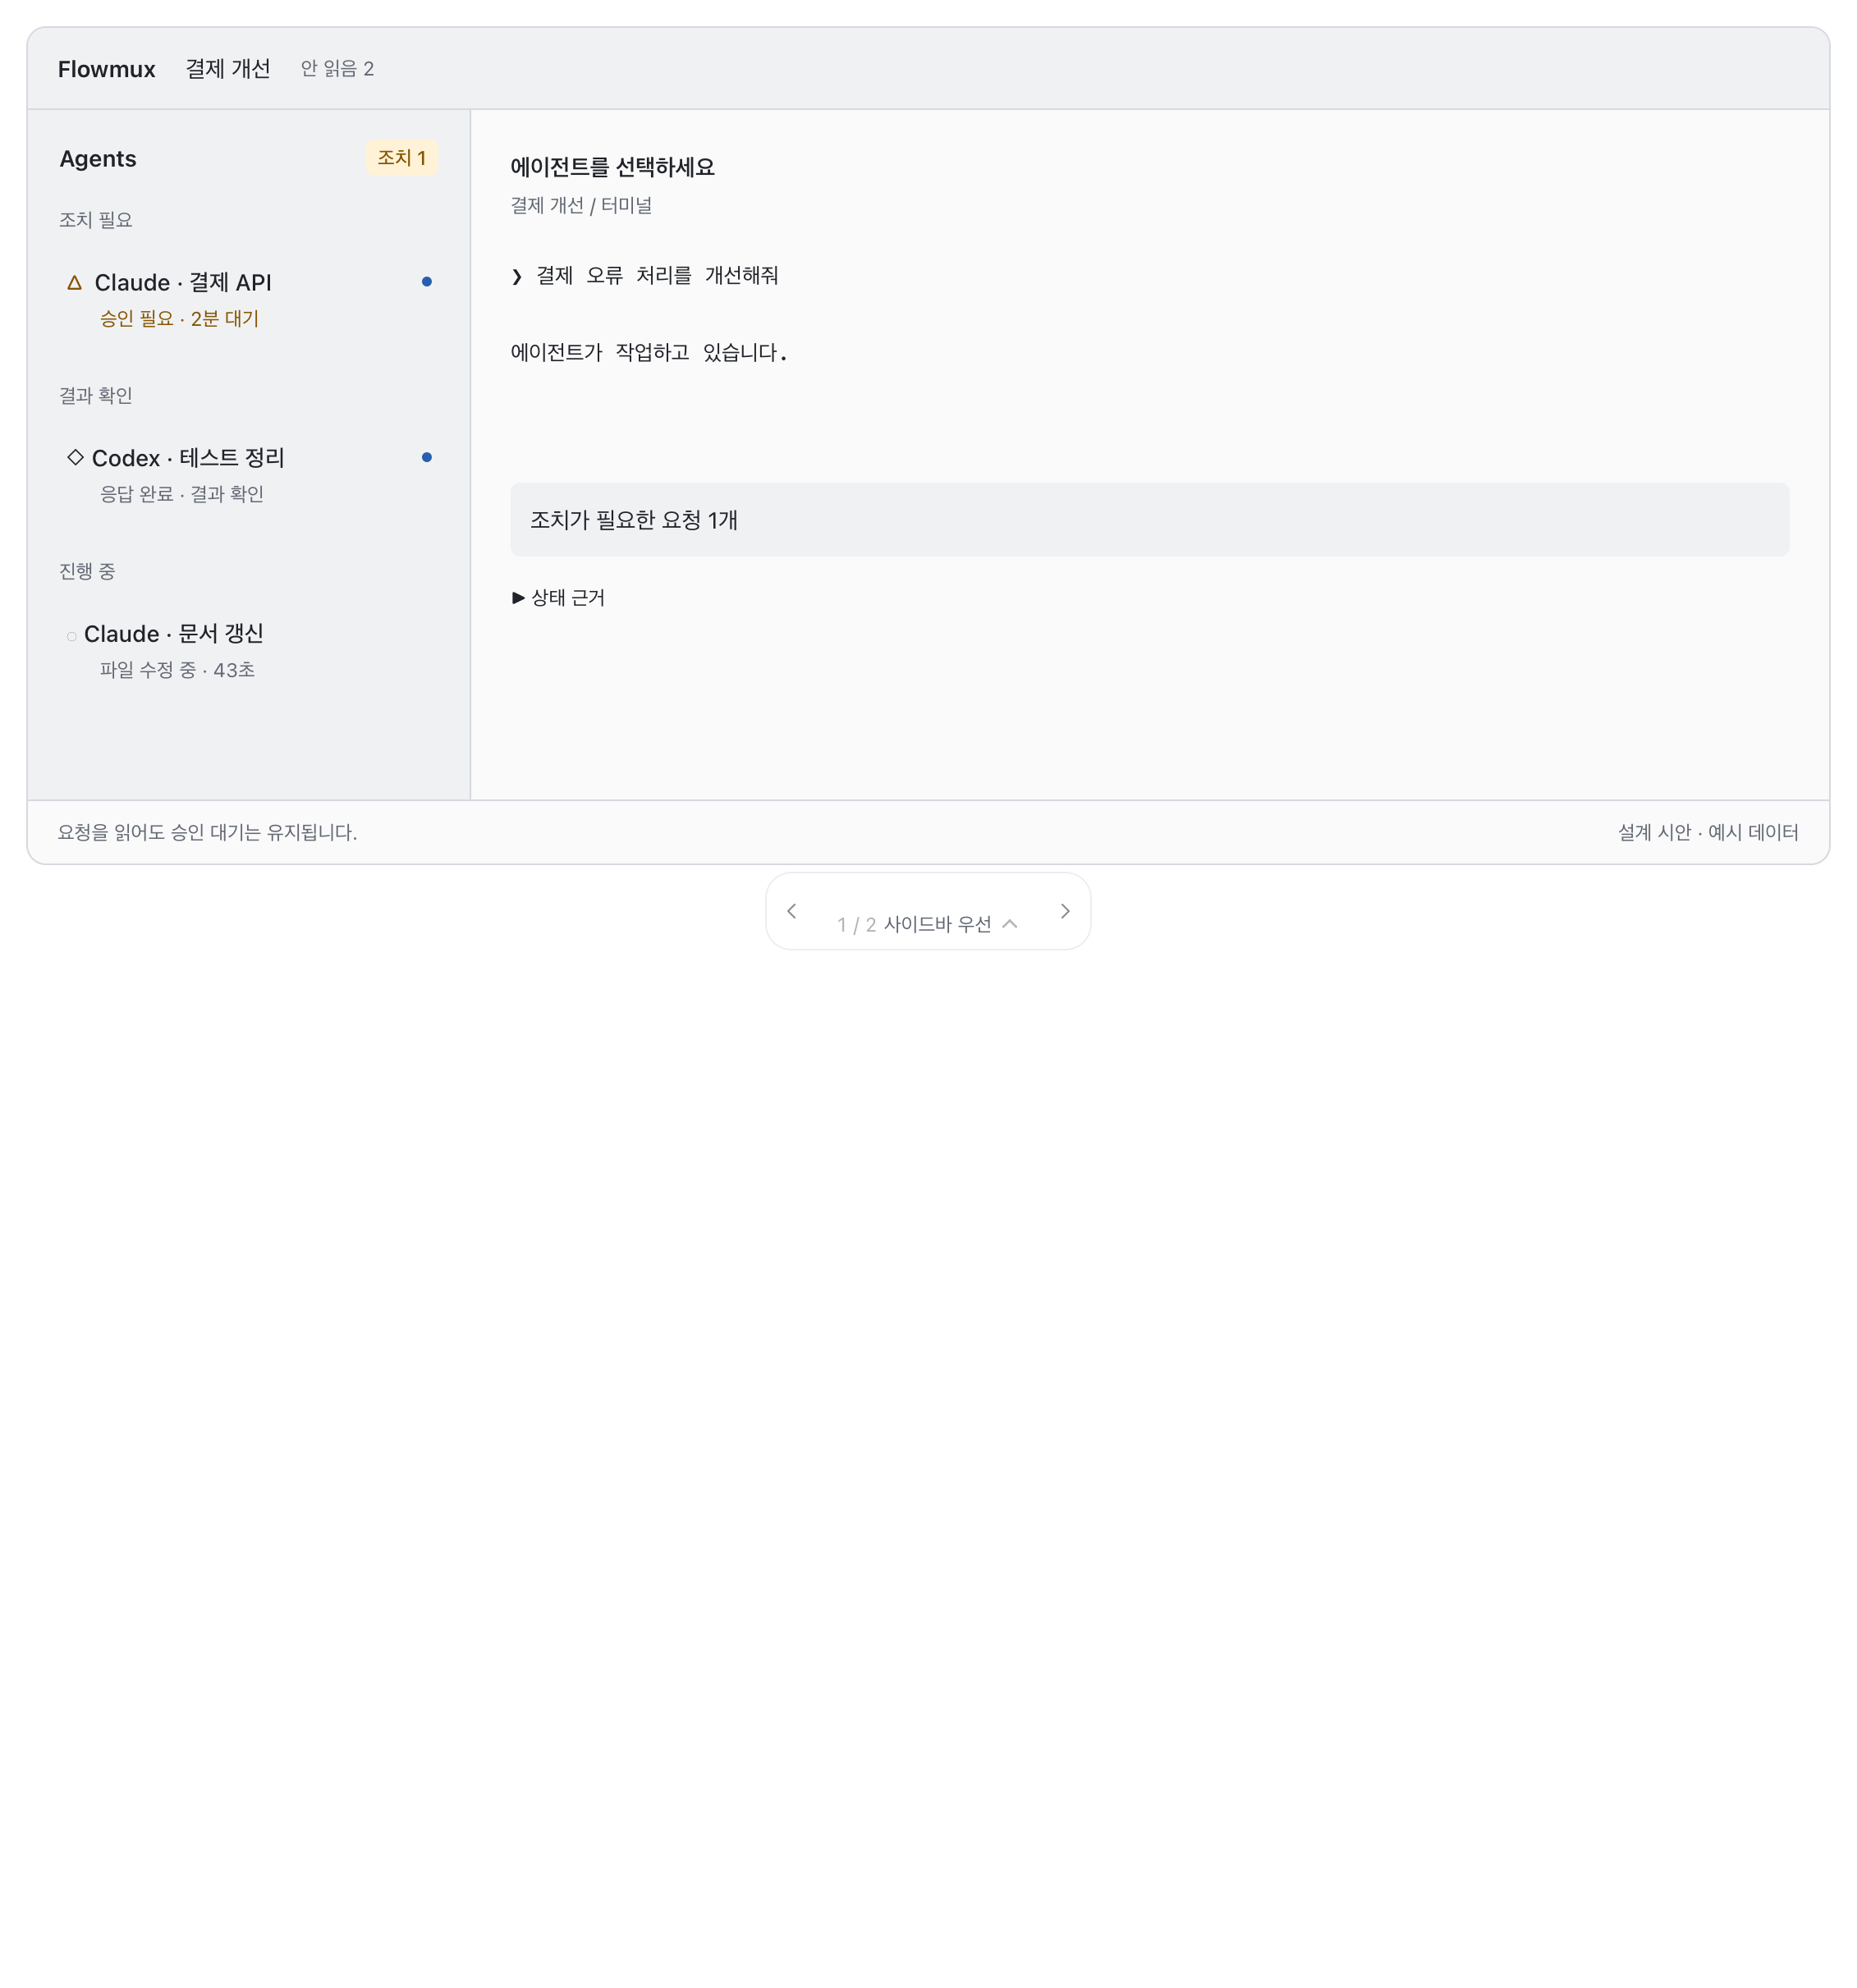 Flowmux 결제 개선 안 읽음 2
Agents 조치 1
조치 필요
△ Claude · 결제 API
승인 필요 · 2분 대기
결과 확인
◇ Codex · 테스트 정리
응답 완료 · 결과 확인
진행 중
○ Claude · 문서 갱신
파일 수정 중 · 43초
에이전트를 선택하세요
결제 개선 / 터미널
❯ 결제 오류 처리를 개선해줘
에이전트가 작업하고 있습니다.
조치가 필요한 요청 1개
▶ 상태 근거
요청을 읽어도 승인 대기는 유지됩니다.
설계 시안 · 예시 데이터
1 / 2 사이드바 우선